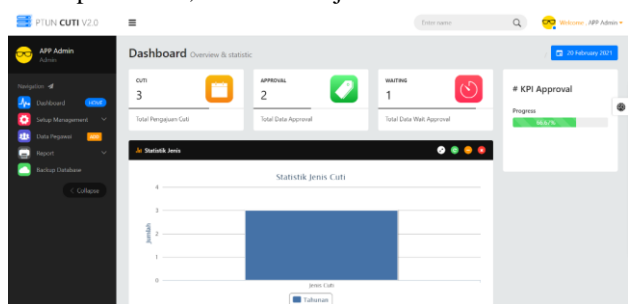 PTUN CUTI V2.0
Enter name
Welcome, APP Admin
APP Admin
Admin
Navigation
Dashboard
Setup Management
Data Pegawai
Report
Backup Database
< Collapse
Dashboard Overview & statistic
20 February 2021
CUTI
3
Total Pengajuan Cuti
APPROVAL
2
Total Data Approval
WAITING
1
Total Data Wait Approval
# KPI Approval
Progress
66.67%
Statistik Jenis
Statistik Jenis Cuti
4
3
2
1
0
Jumlah
Jenis Cuti
Tahunan